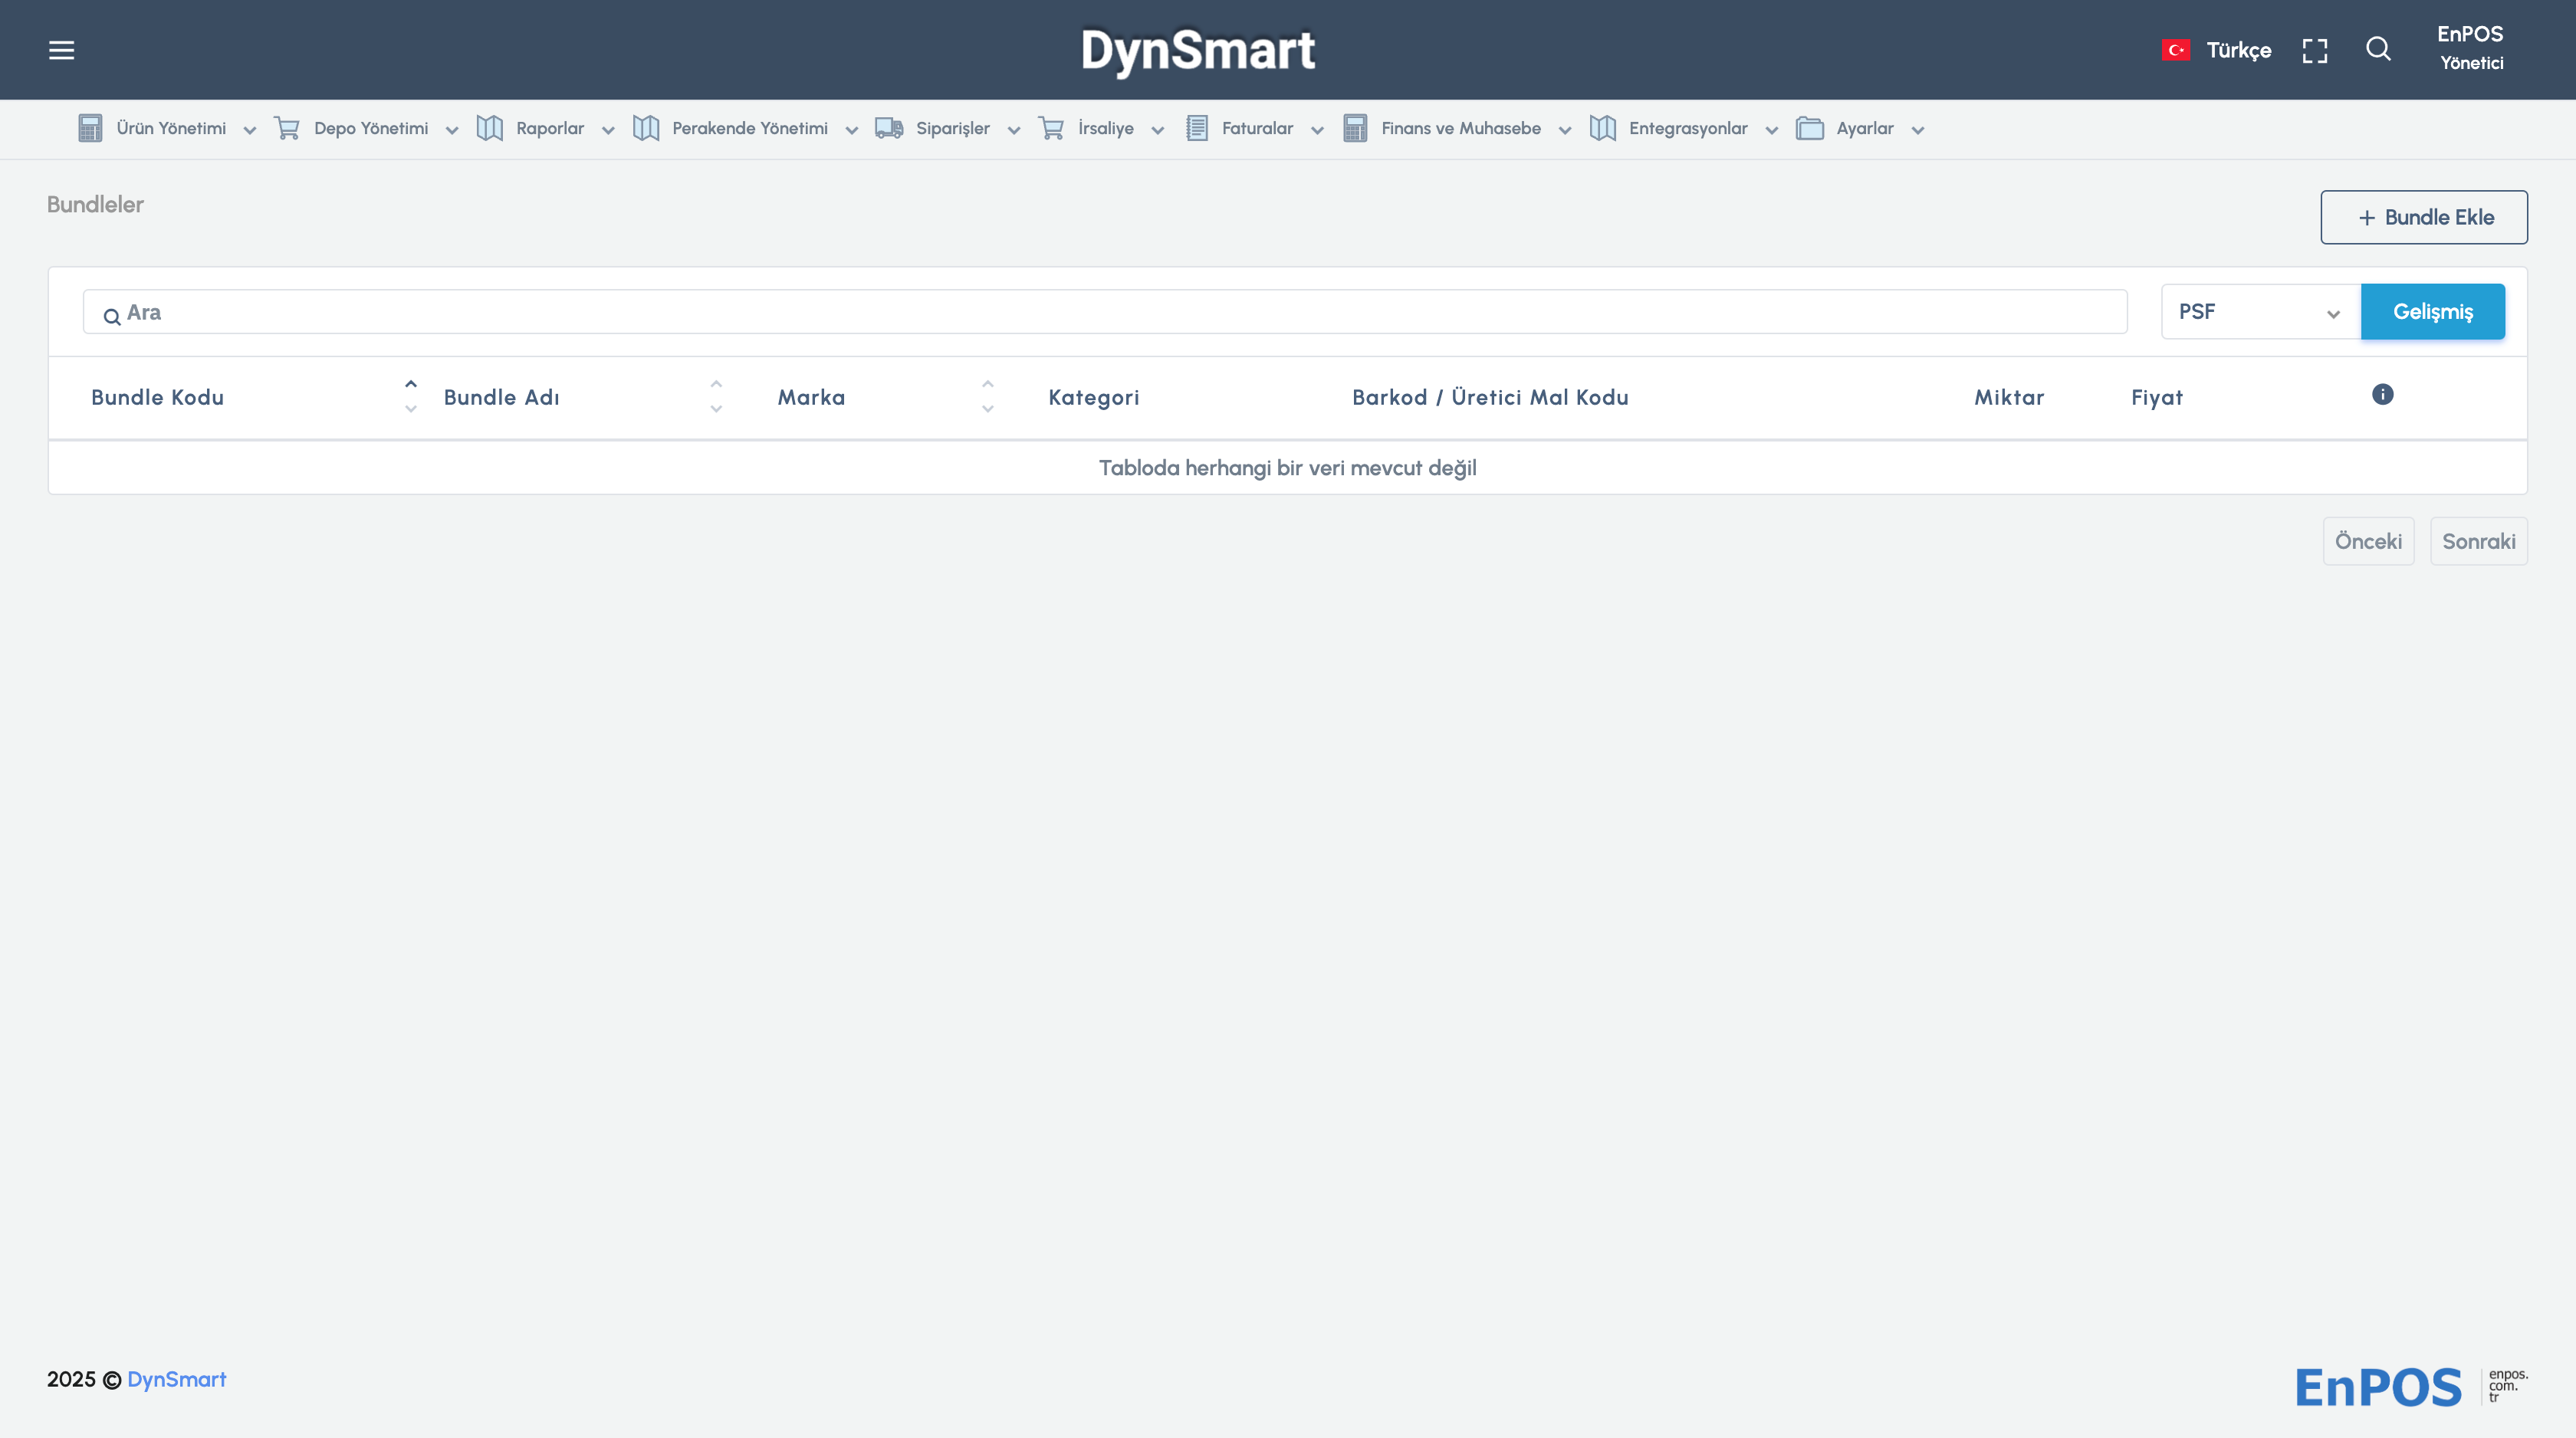 DynSmart
Türkçe
EnPOS
Yönetici
Ürün Yönetimi
Depo Yönetimi
Raporlar
Perakende Yönetimi
Siparişler
İrsaliye
Faturalar
Finans ve Muhasebe
Entegrasyonlar
Ayarlar
Bundleler
+ Bundle Ekle
Ara
PSF
Gelişmiş
Bundle Kodu
Bundle Adı
Marka
Kategori
Barkod / Üretici Mal Kodu
Miktar
Fiyat
Tabloda herhangi bir veri mevcut değil
Önceki
Sonraki
2025 © DynSmart
EnPOS
enpos.
com.
tr